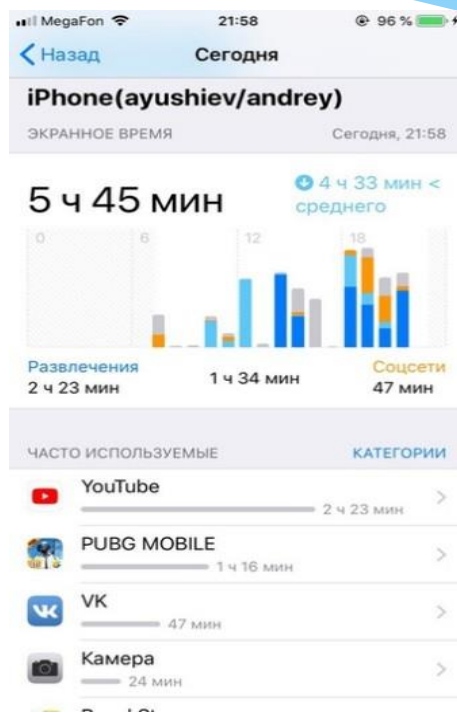 MegaFon 21:58 96 %
Назад Сегодня
iPhone(ayushiev/andrey)
ЭКРАННОЕ ВРЕМЯ Сегодня, 21:58
5 ч 45 мин
4 ч 33 мин <
среднего
0 6 12 18
Развлечения Соцсети
2 ч 23 мин 1 ч 34 мин 47 мин
ЧАСТО ИСПОЛЬЗУЕМЫЕ КАТЕГОРИИ
YouTube
2 ч 23 мин
PUBG MOBILE
1 ч 16 мин
VK
47 мин
Камера
24 мин